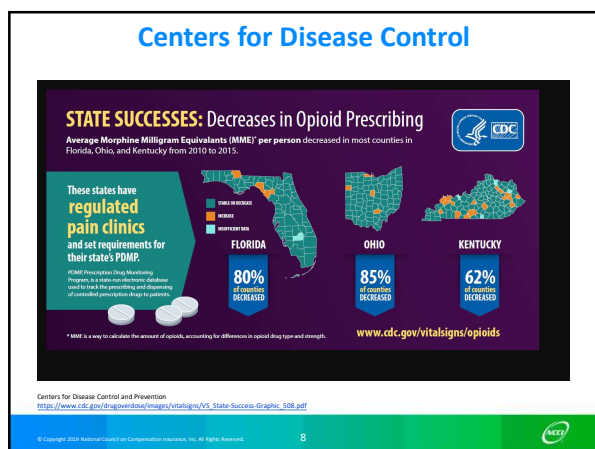 Centers for Disease Control
STATE SUCCESSES: Decreases in Opioid Prescribing
Average Morphine Milligram Equivalants (MME)* per person decreased in most counties in
Florida, Ohio, and Kentucky from 2010 to 2015.
CDC
These states have
regulated
pain clinics
and set requirements for
their state's PDMP.
PDMP, Prescription Drug Monitoring
Program, is a state-run electronic database
used to track the prescribing and dispensing
of controlled prescription drugs to patients.
STABLE OR DECREASE
INCREASE
INSUFFICIENT DATA
FLORIDA
OHIO
KENTUCKY
80%
of counties
DECREASED
85%
of counties
DECREASED
62%
of counties
DECREASED
* MME is a way to calculate the amount of opioids, accounting for differences in opioid drug type and strength.
www.cdc.gov/vitalsigns/opioids
Centers for Disease Control and Prevention
https://www.cdc.gov/drugoverdose/images/vitalsigns/VS_State-Success-Graphic_508.pdf
© Copyright 2019 National Council on Compensation Insurance, Inc. All Rights Reserved.
8
NCCI